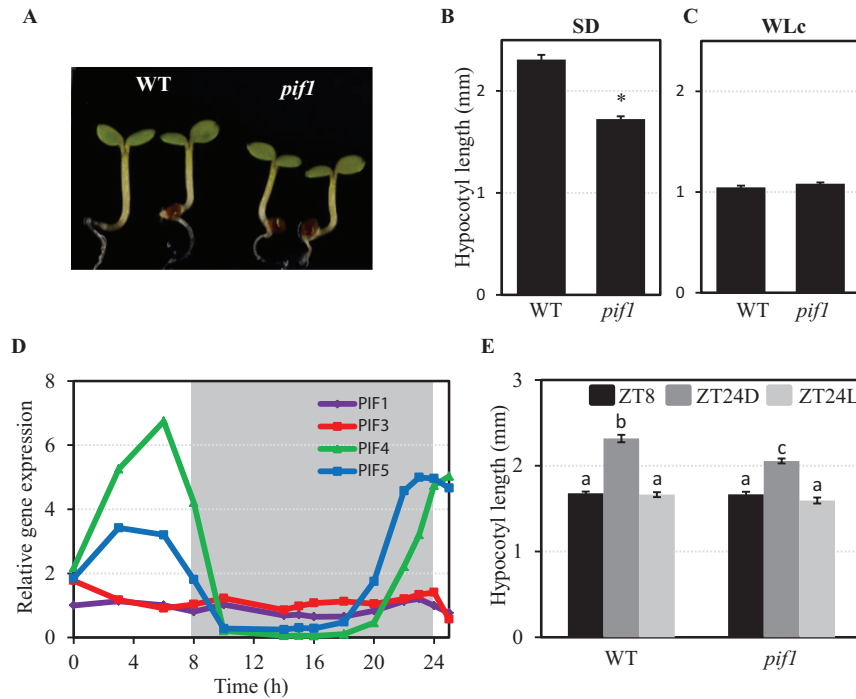 A
WT
pif1
B
SD
Hypocotyl length (mm)
2
1
0
WT
pif1
*
C
WLc
2
1
0
WT
pif1
D
Relative gene expression
8
6
4
2
0
PIF1
PIF3
PIF4
PIF5
0 4 8 12 16 20 24
Time (h)
E
Hypocotyl length (mm)
3
2
1
0
ZT8 ZT24D ZT24L
a b a a c a
WT pif1